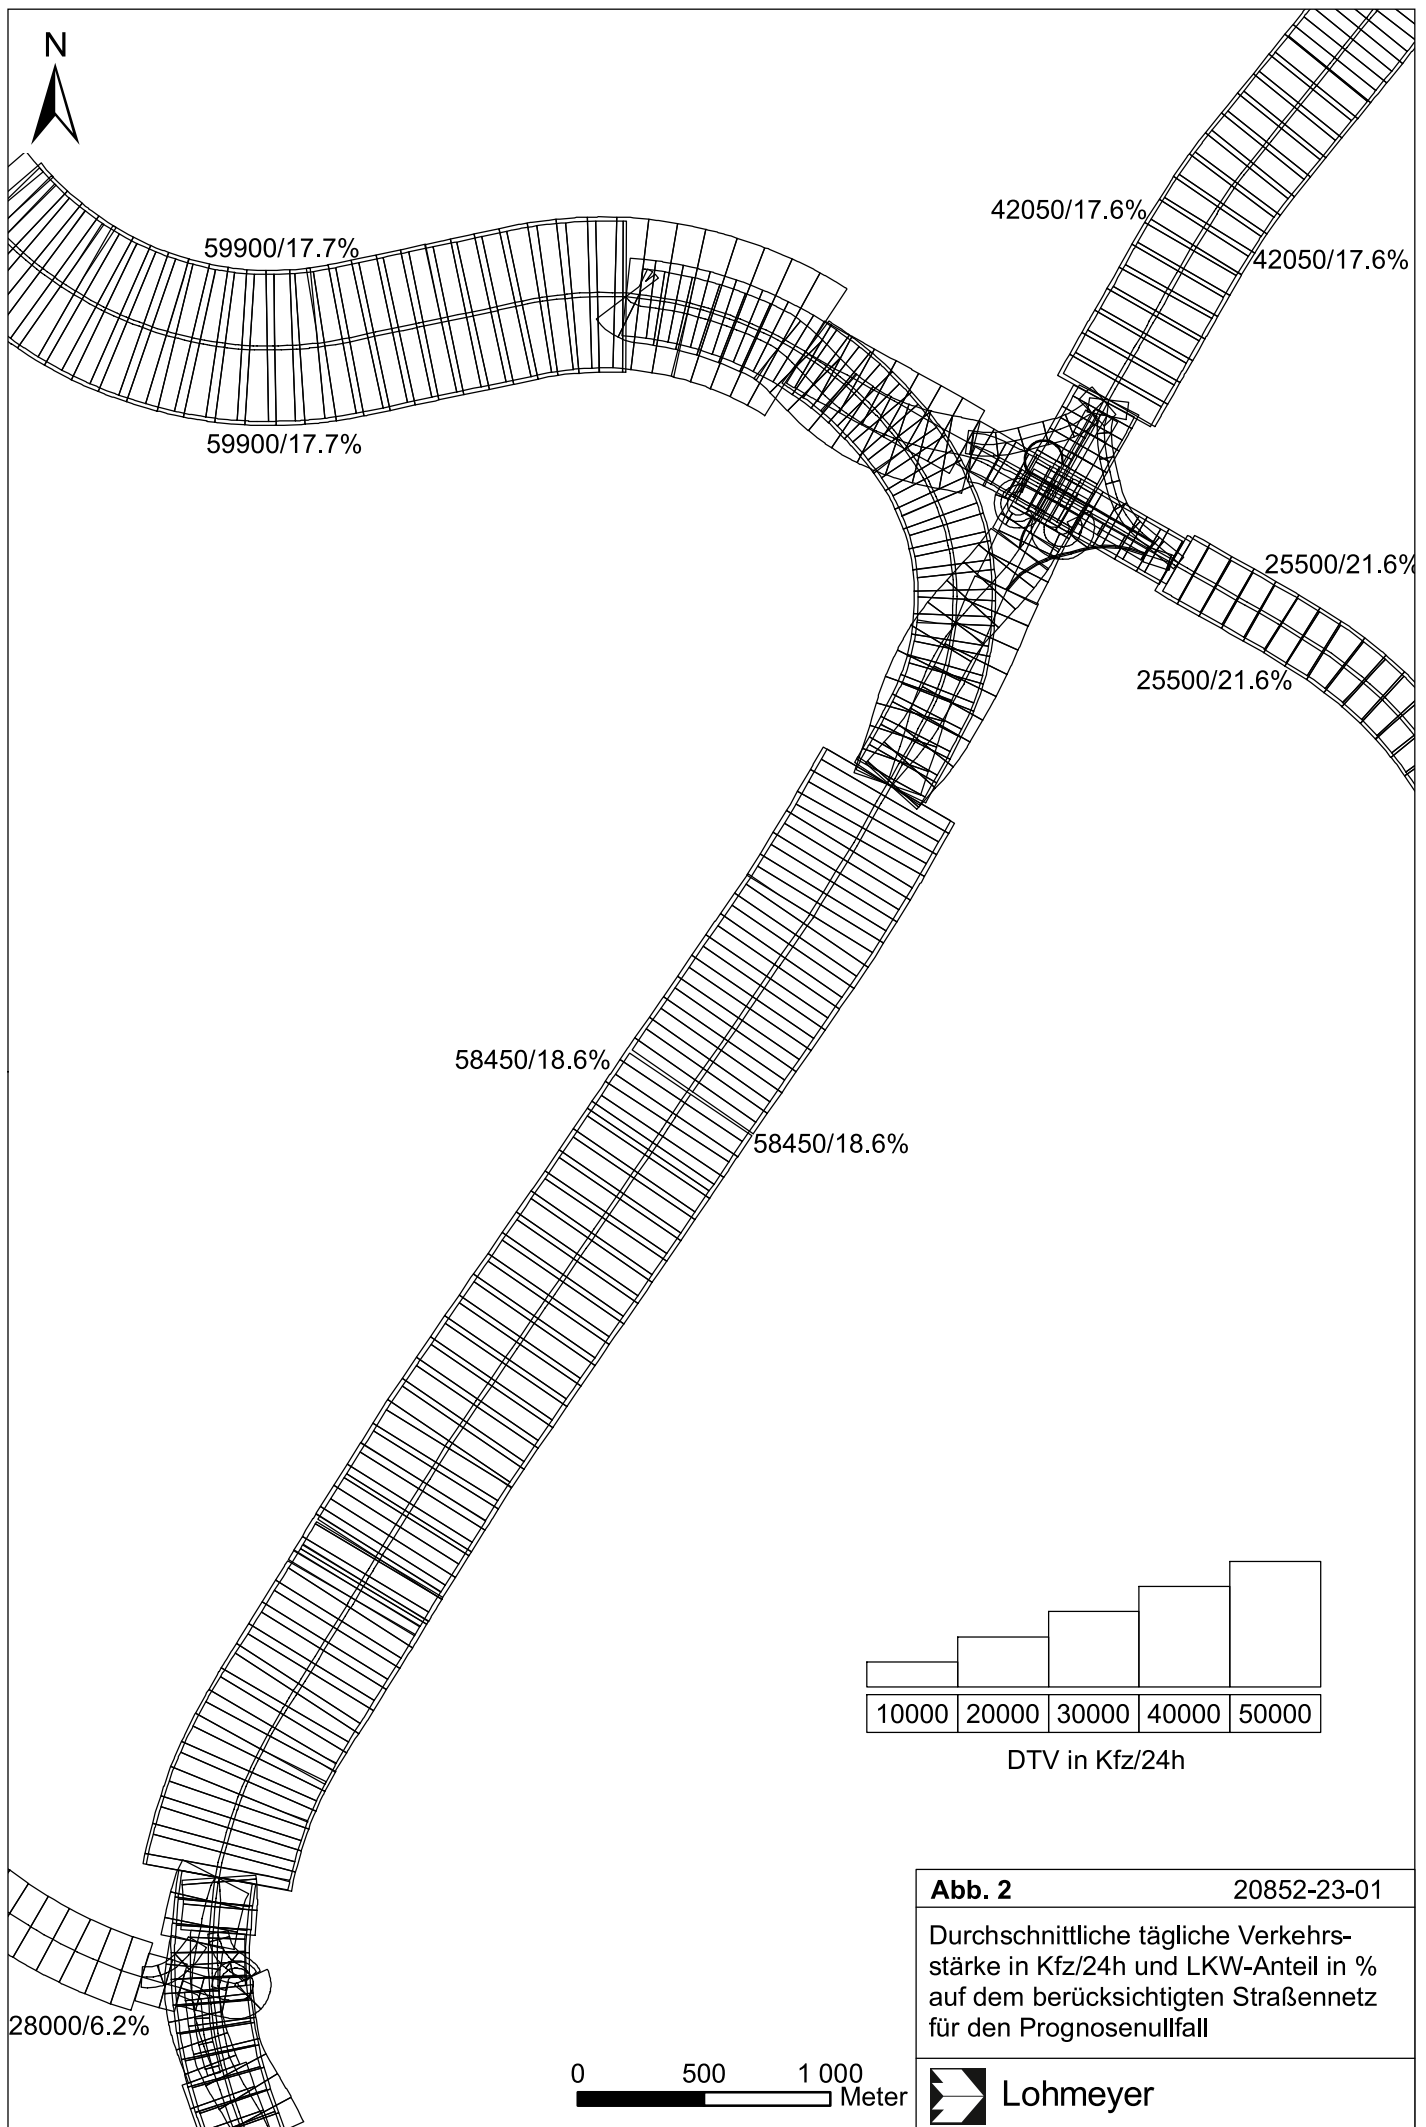 N
42050/17.6%
59900/17.7%
42050/17.6%
59900/17.7%
25500/21.6%
25500/21.6%
58450/18.6%
58450/18.6%
10000 20000 30000 40000 50000
DTV in Kfz/24h
28000/6.2%
0 500 1 000
Meter
Abb. 2 20852-23-01
Durchschnittliche tägliche Verkehrs-
stärke in Kfz/24h und LKW-Anteil in %
auf dem berücksichtigten Straßennetz
für den Prognosenullfall
Lohmeyer